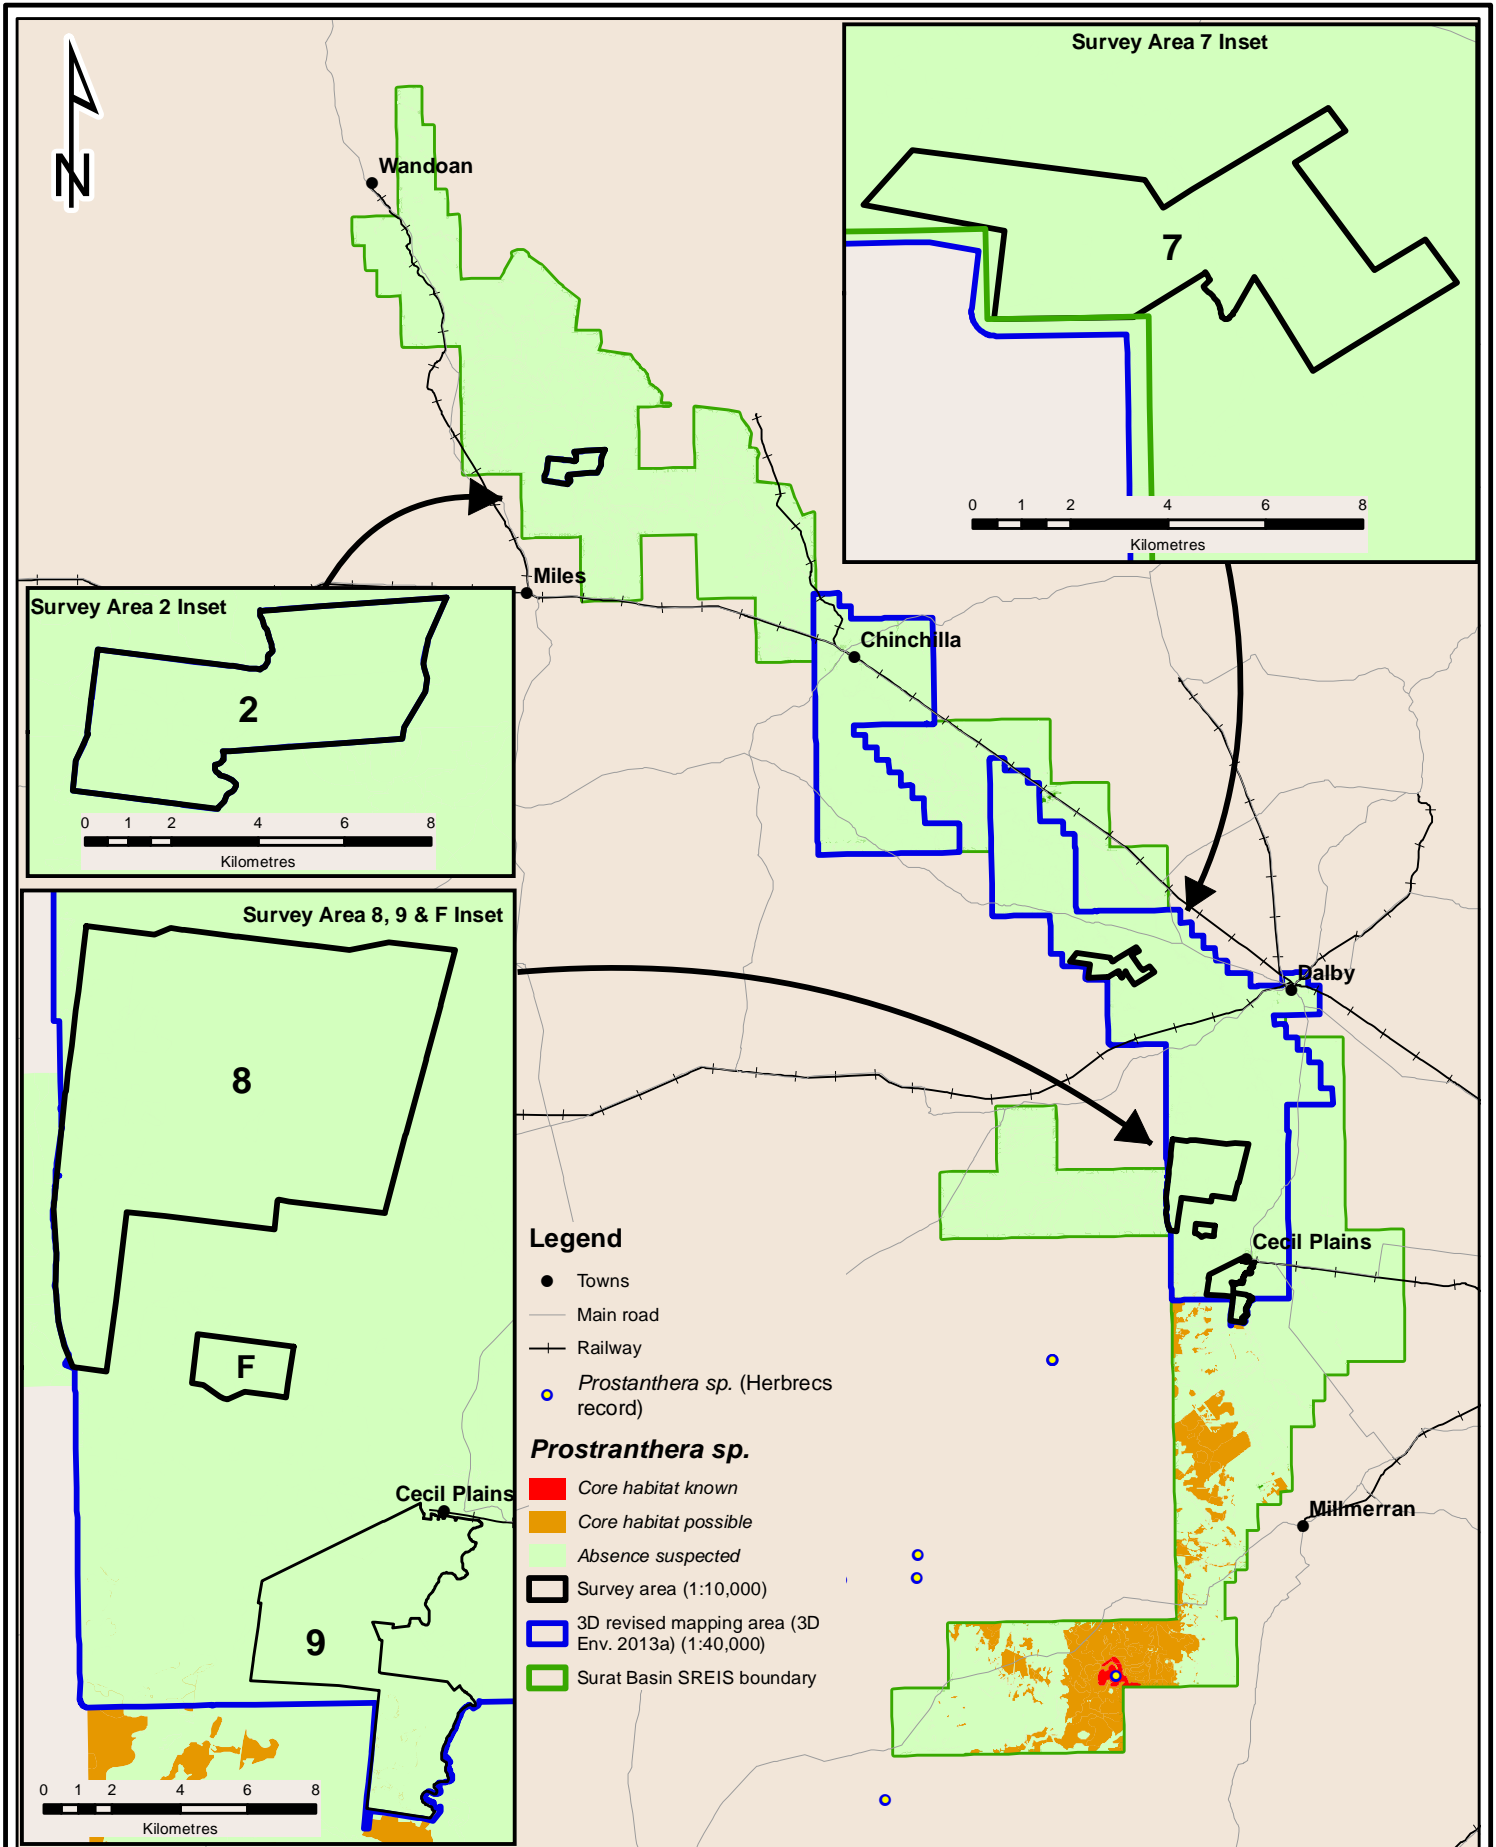 Survey Area 7 Inset
N
Wandoan
7
0 1 2 4 6 8
Kilometres
Miles
Survey Area 2 Inset
2
0 1 2 4 6 8
Kilometres
Chinchilla
Survey Area 8, 9 & F Inset
8
F
Cecil Plains
9
0 1 2 4 6 8
Kilometres
Dalby
Cecil Plains
Millmerran
Legend
Towns
Main road
Railway
Prostanthera sp. (Herbrecs
record)
Prostranthera sp.
Core habitat known
Core habitat possible
Absence suspected
Survey area (1:10,000)
3D revised mapping area (3D
Env. 2013a) (1:40,000)
Surat Basin SREIS boundary